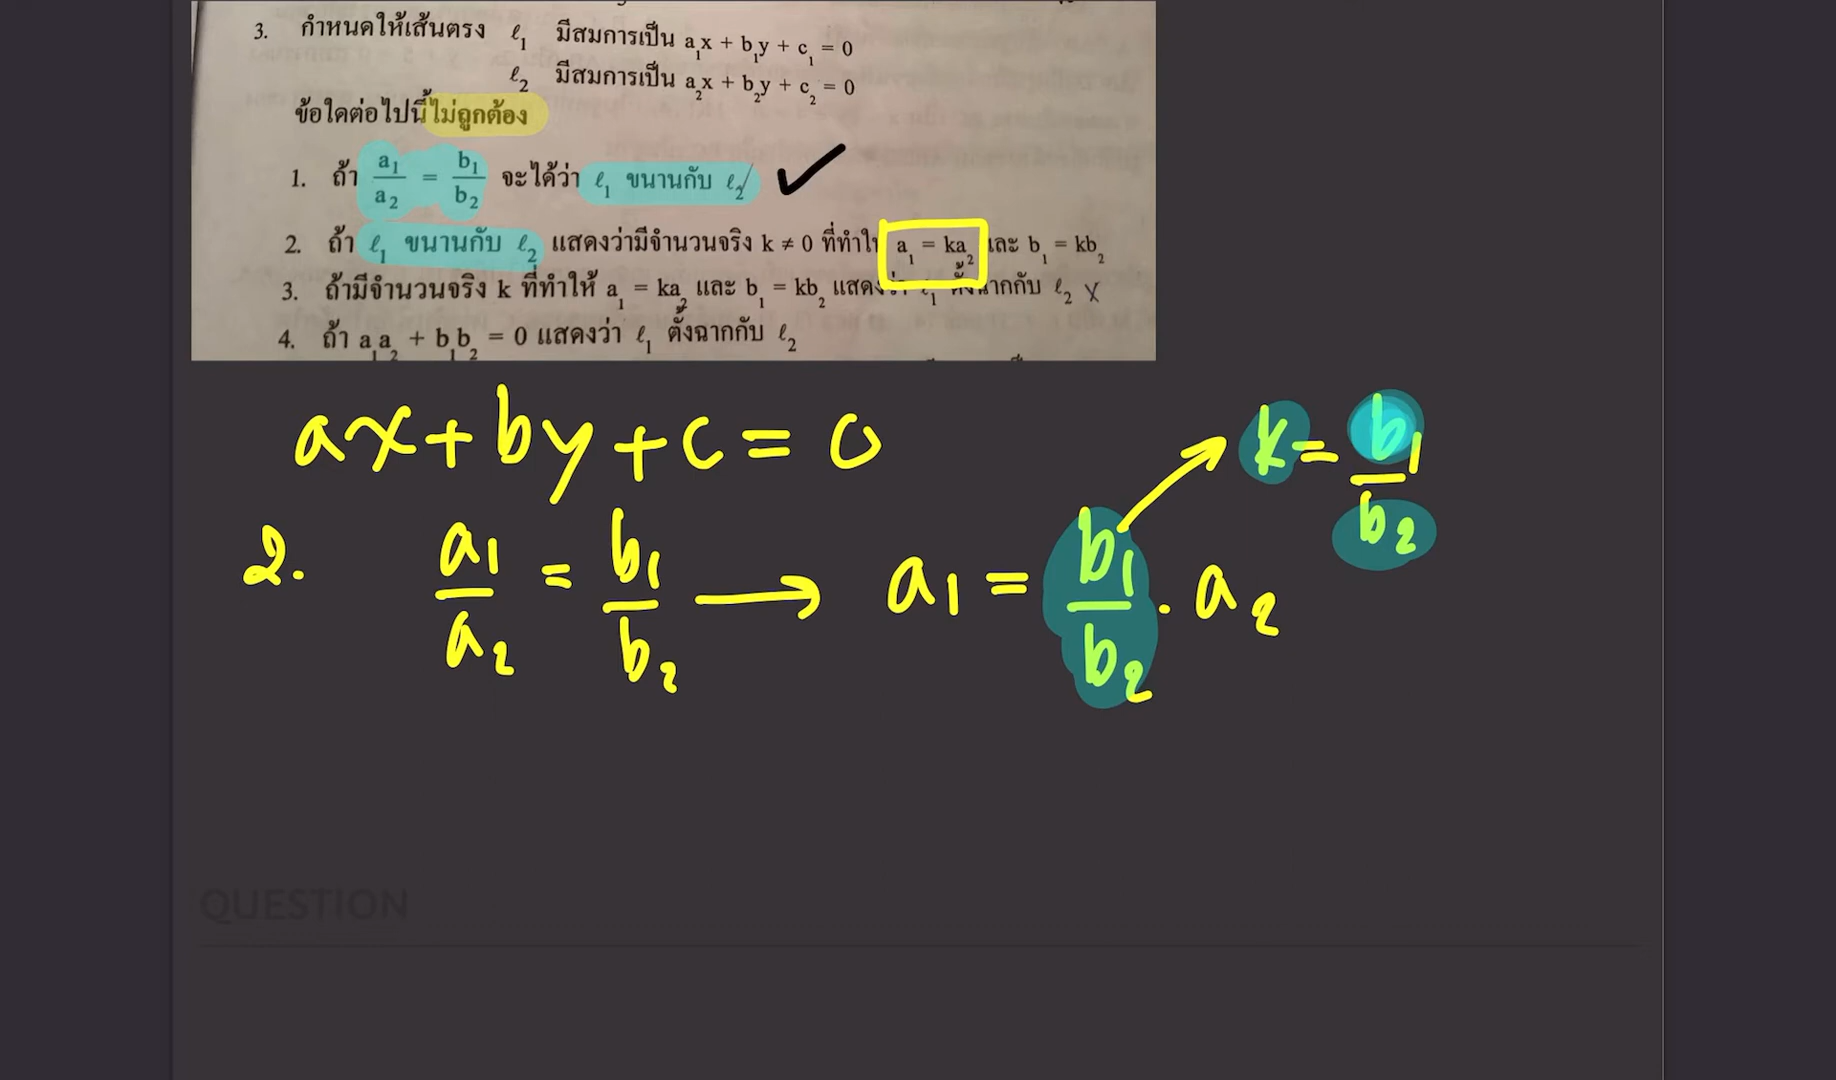 3. กำหนดให้เส้นตรง ℓ₁ มีสมการเป็น a₁x + b₁y + c₁ = 0
ℓ₂ มีสมการเป็น a₂x + b₂y + c₂ = 0
ข้อใดต่อไปนี้ไม่ถูกต้อง
1. ถ้า a₁/a₂ = b₁/b₂ จะได้ว่า ℓ₁ ขนานกับ ℓ₂ ✓
2. ถ้า ℓ₁ ขนานกับ ℓ₂ แสดงว่ามีจำนวนจริง k ≠ 0 ที่ทำให้ a₁ = ka₂ และ b₁ = kb₂
3. ถ้ามีจำนวนจริง k ที่ทำให้ a₁ = ka₂ และ b₁ = kb₂ แสดงว่า ℓ₁ ตั้งฉากกับ ℓ₂ X
4. ถ้า a₁a₂ + b₁b₂ = 0 แสดงว่า ℓ₁ ตั้งฉากกับ ℓ₂
ax+by+c=0
k = b₁/b₂
2. a₁/a₂ = b₁/b₂ → a₁ = b₁/b₂ . a₂
QUESTION